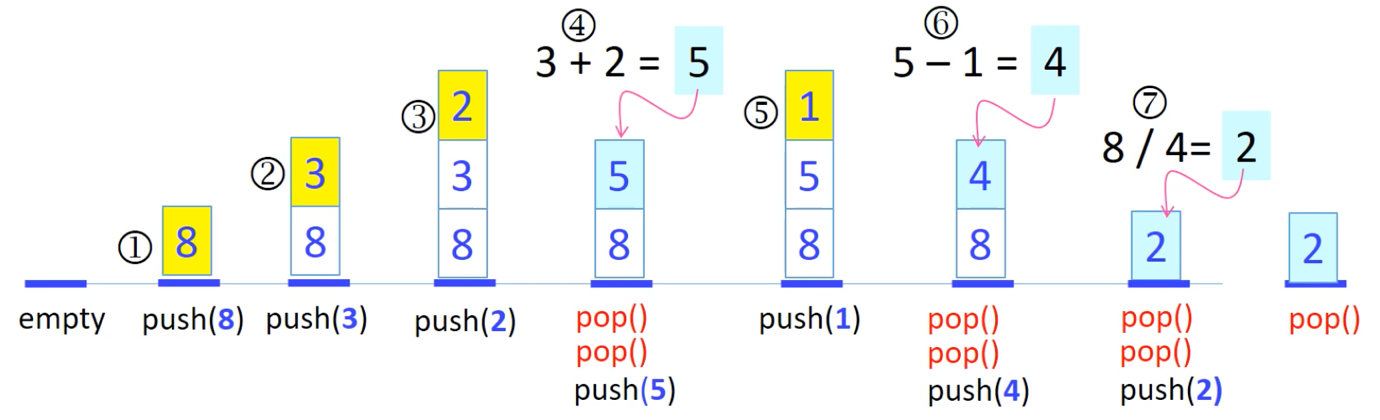 ④
3 + 2 = 5
⑥
5 – 1 = 4
⑦
8 / 4= 2
①
8
②
3
8
③
2
3
8
5
8
⑤
1
5
8
4
8
2
2
empty
push(8)
push(3)
push(2)
pop()
pop()
push(5)
push(1)
pop()
pop()
push(4)
pop()
pop()
push(2)
pop()